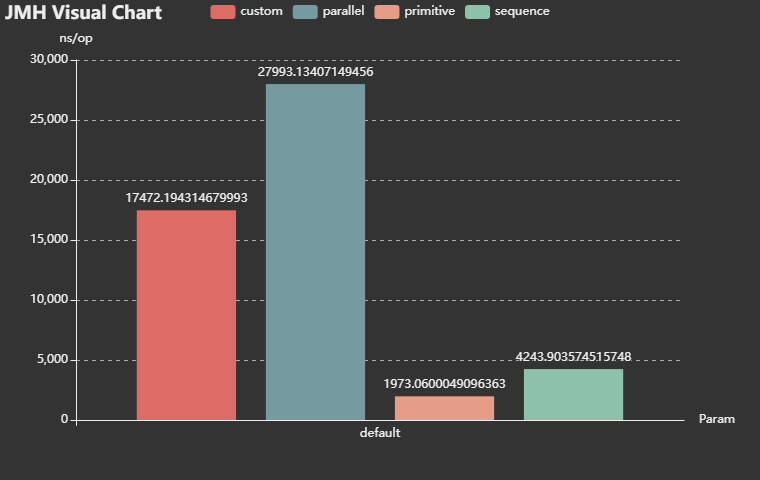 JMH Visual Chart
custom
parallel
primitive
sequence
ns/op
30,000
25,000
20,000
15,000
10,000
5,000
0
27993.13407149456
17472.194314679993
4243.903574515748
1973.0600049096363
default
Param